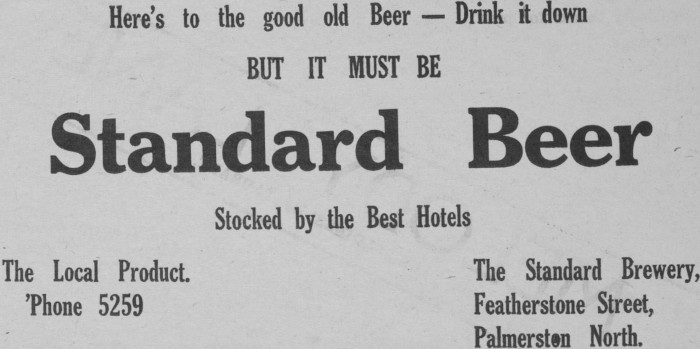 Here's to the good old Beer — Drink it down
BUT IT MUST BE
Standard Beer
Stocked by the Best Hotels
The Local Product.
'Phone 5259
The Standard Brewery,
Featherstone Street,
Palmerston North.